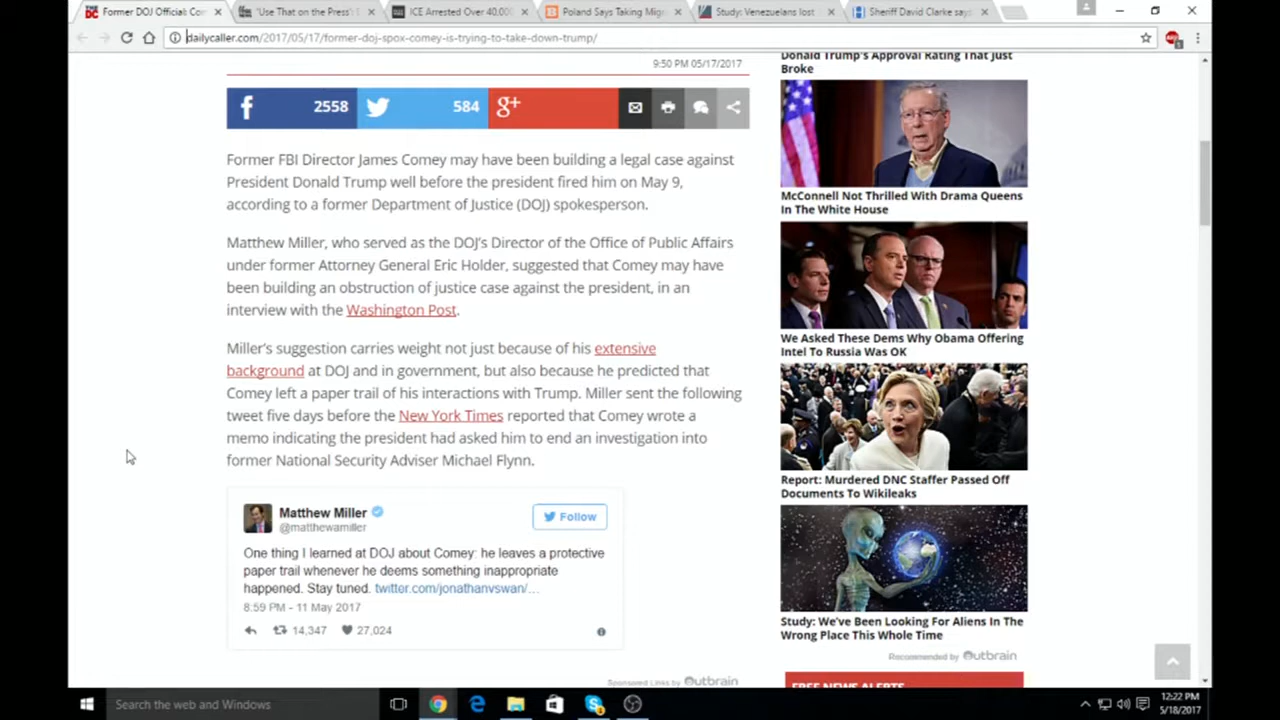 Former DOJ Official: Com
'Use That on the Press': D
ICE Arrested Over 40,000
Poland Says Taking Migr
Study: Venezuelans lost
Sheriff David Clarke says
dailycaller.com/2017/05/17/former-doj-spox-comey-is-trying-to-take-down-trump/
9:50 PM 05/17/2017
2558
584
g+
Former FBI Director James Comey may have been building a legal case against
President Donald Trump well before the president fired him on May 9,
according to a former Department of Justice (DOJ) spokesperson.
Matthew Miller, who served as the DOJ's Director of the Office of Public Affairs
under former Attorney General Eric Holder, suggested that Comey may have
been building an obstruction of justice case against the president, in an
interview with the Washington Post.
Miller's suggestion carries weight not just because of his extensive
background at DOJ and in government, but also because he predicted that
Comey left a paper trail of his interactions with Trump. Miller sent the following
tweet five days before the New York Times reported that Comey wrote a
memo indicating the president had asked him to end an investigation into
former National Security Adviser Michael Flynn.
Matthew Miller
@matthewamiller
Follow
One thing I learned at DOJ about Comey: he leaves a protective
paper trail whenever he deems something inappropriate
happened. Stay tuned. twitter.com/jonathanvswan/...
8:59 PM - 11 May 2017
14,347 27,024
Sponsored Links by Outbrain
Donald Trump's Approval Rating That Just
Broke
McConnell Not Thrilled With Drama Queens
In The White House
We Asked These Dems Why Obama Offering
Intel To Russia Was OK
Report: Murdered DNC Staffer Passed Off
Documents To Wikileaks
Study: We've Been Looking For Aliens In The
Wrong Place This Whole Time
Recommended by Outbrain
FREE NEWS ALERTS
Search the web and Windows
12:22 PM
5/18/2017